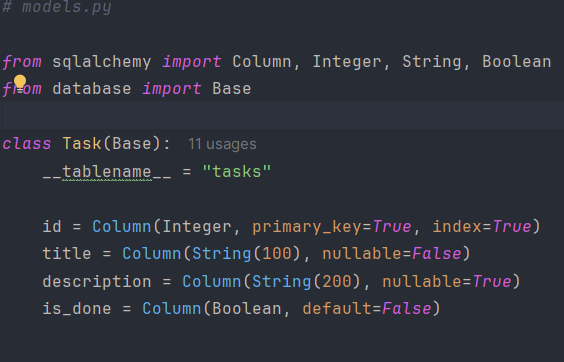 # models.py
from sqlalchemy import Column, Integer, String, Boolean
from database import Base
class Task(Base): 11 usages
__tablename__ = "tasks"
id = Column(Integer, primary_key=True, index=True)
title = Column(String(100), nullable=False)
description = Column(String(200), nullable=True)
is_done = Column(Boolean, default=False)